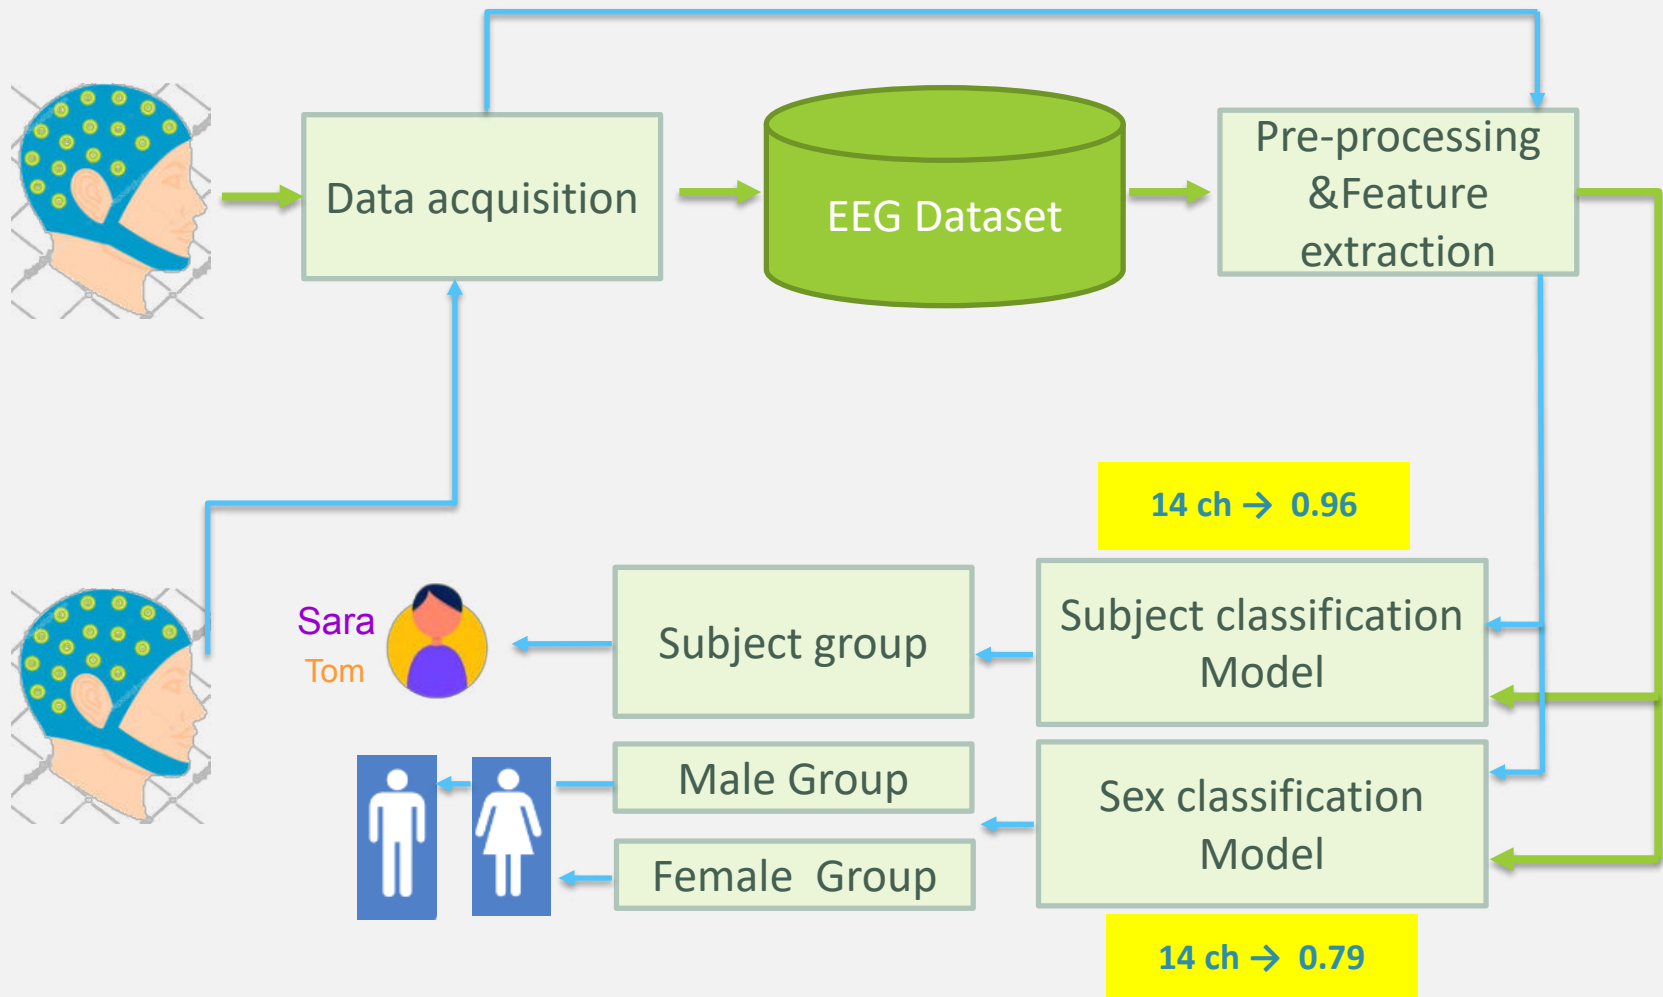 Data acquisition
EEG Dataset
Pre-processing
&Feature
extraction
14 ch → 0.96
Sara
Tom
Subject group
Subject classification
Model
Male Group
Female  Group
Sex classification
Model
14 ch → 0.79